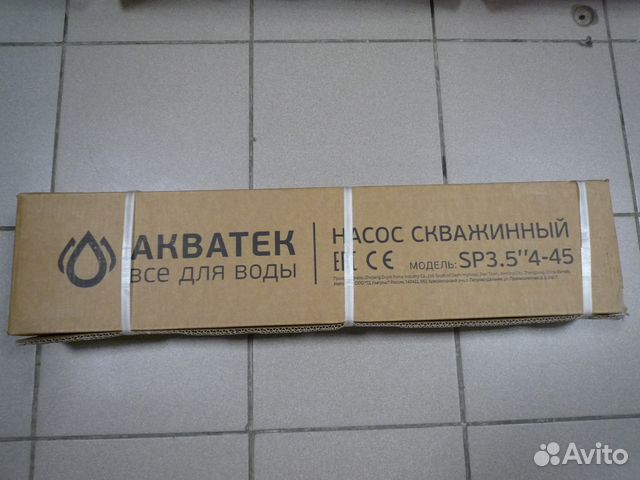 АКВАТЕК
все для воды
НАСОС СКВАЖИННЫЙ
EAC CE МОДЕЛЬ: SP3.5''4-45
Avito